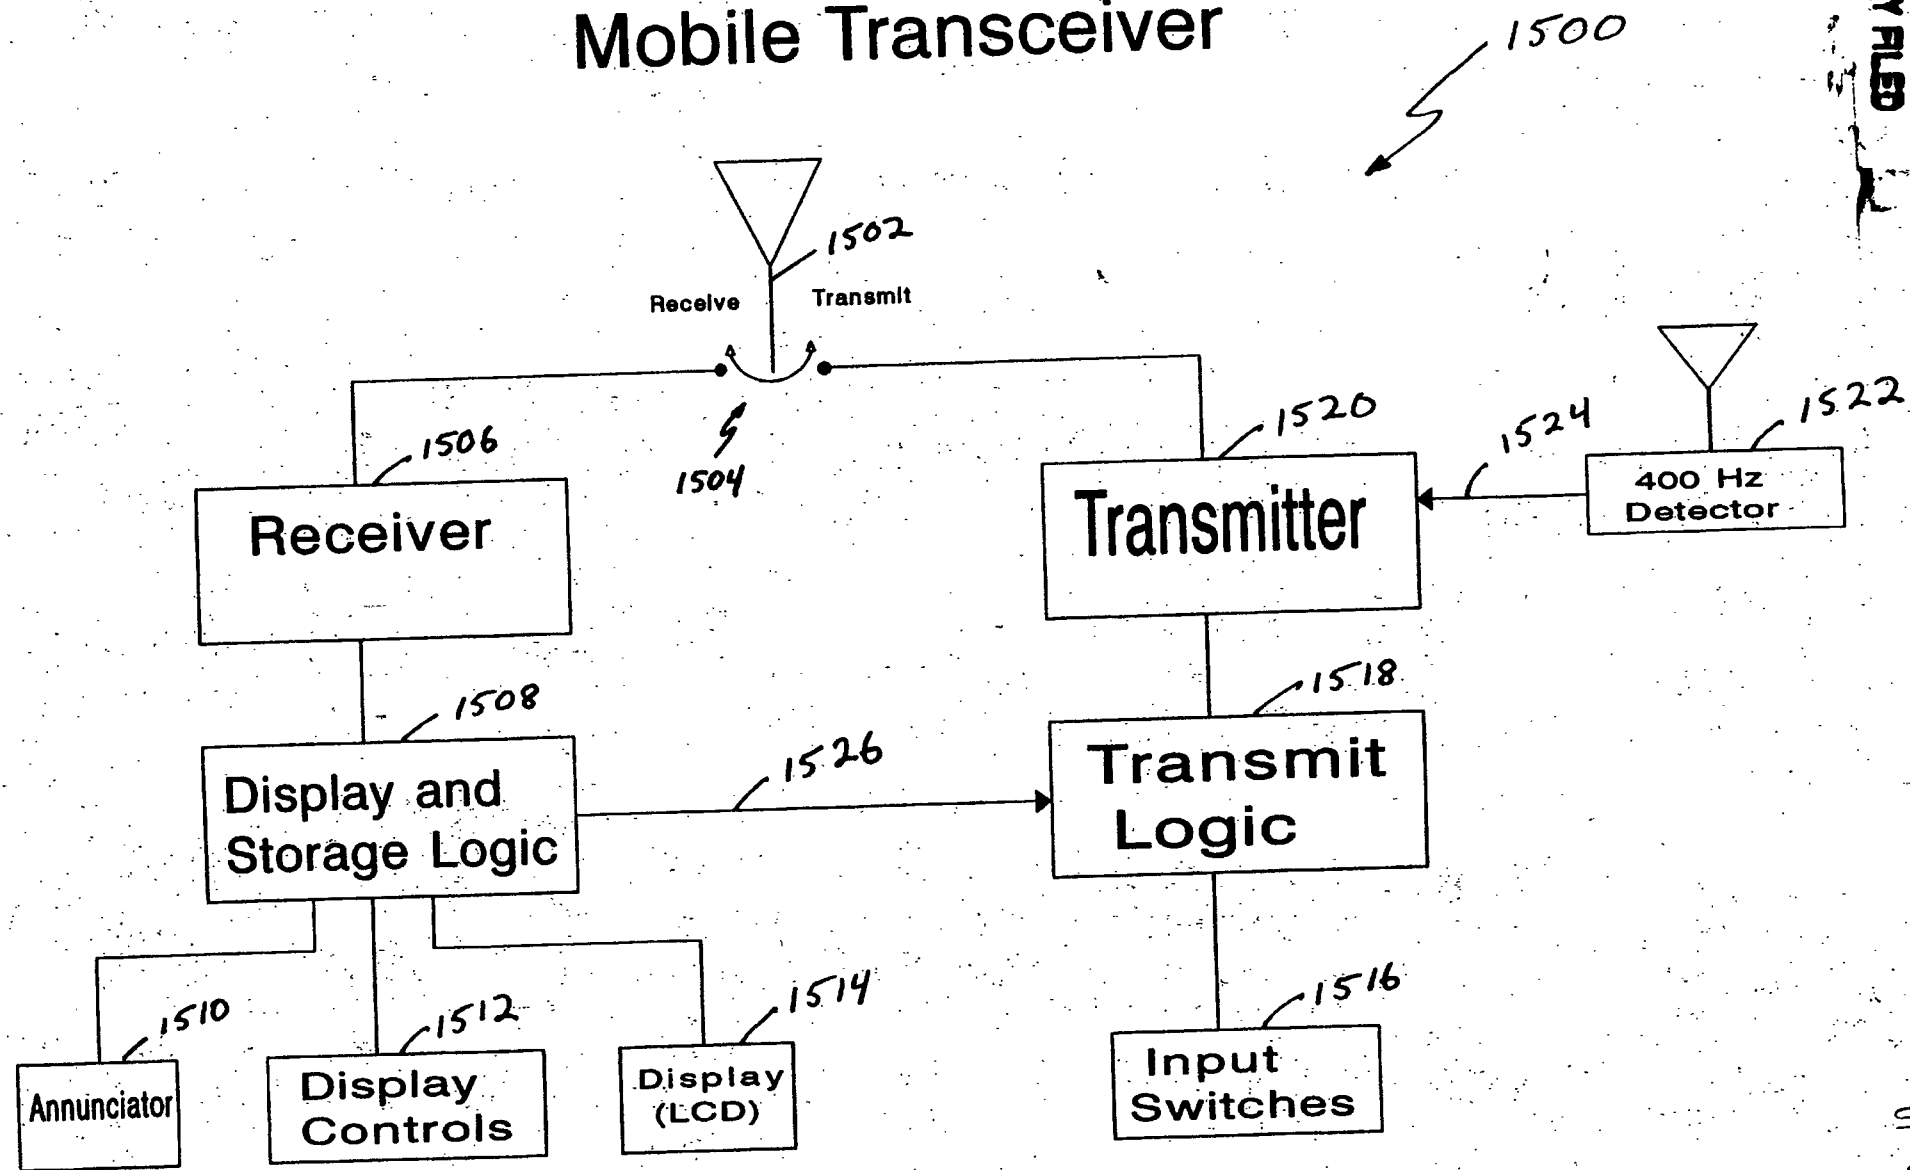 Mobile Transceiver
1500
Y FILED
1502
Receive
Transmit
1504
1506
Receiver
1520
Transmitter
1524
1522
400 Hz
Detector
1508
Display and
Storage Logic
1526
1518
Transmit
Logic
1510
Annunciator
1512
Display
Controls
1514
Display
(LCD)
1516
Input
Switches